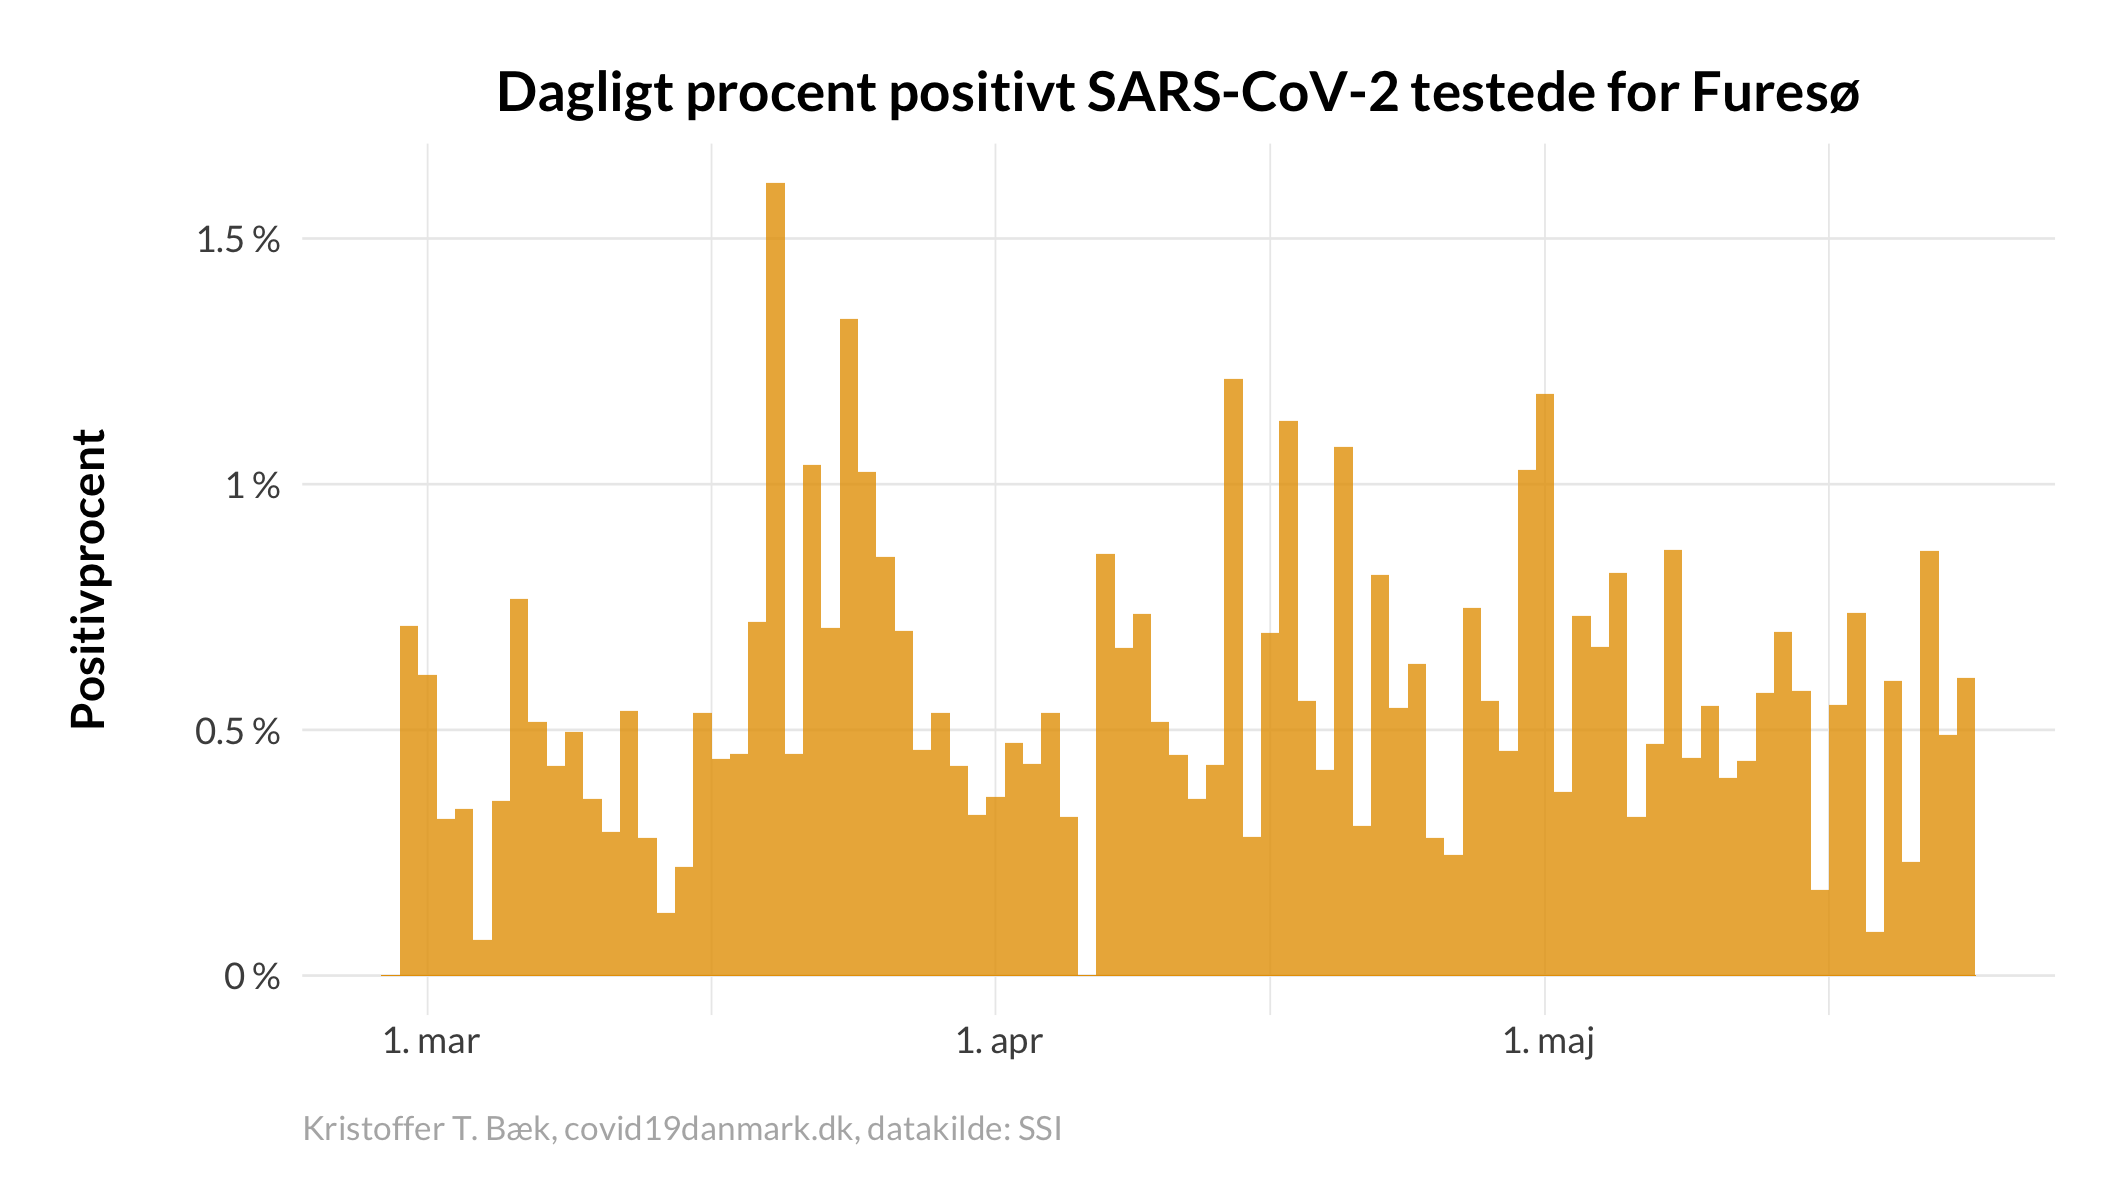 Dagligt procent positivt SARS-CoV-2 testede for Furesø
Positivprocent
1.5 %
1 %
0.5 %
0 %
1. mar
1. apr
1. maj
Kristoffer T. Bæk, covid19danmark.dk, datakilde: SSI